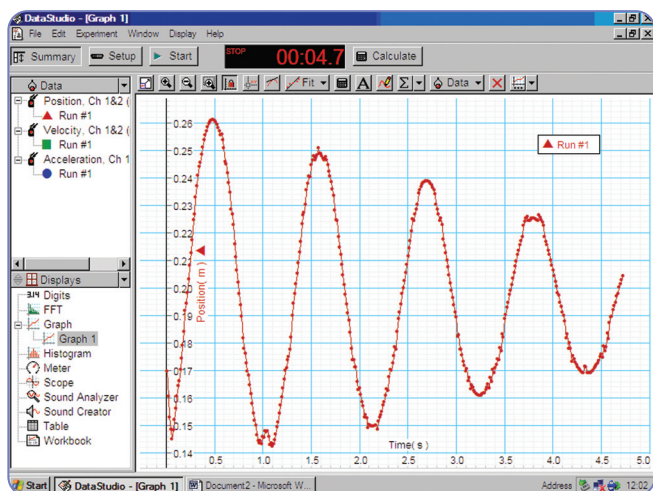 DataStudio - [Graph 1]
File Edit Experiment Window Display Help
Summary Setup Start STOP 00:04.7 Calculate
Data
Position, Ch 1&2 (
Run #1
Velocity, Ch 1&2 (
Run #1
Acceleration, Ch 1
Run #1
Displays
3.14 Digits
FFT
Graph
Graph 1
Histogram
Meter
Scope
Sound Analyzer
Sound Creator
Table
Workbook
Fit A Σ Data
0.26
0.25
0.24
0.23
0.22
0.21
0.20
0.19
0.18
0.17
0.16
0.15
0.14
Position( m )
Run #1
Time( s )
0.5 1.0 1.5 2.0 2.5 3.0 3.5 4.0 4.5 5.0
Start DataStudio - [Graph 1] Document2 - Microsoft W... Address 12:02